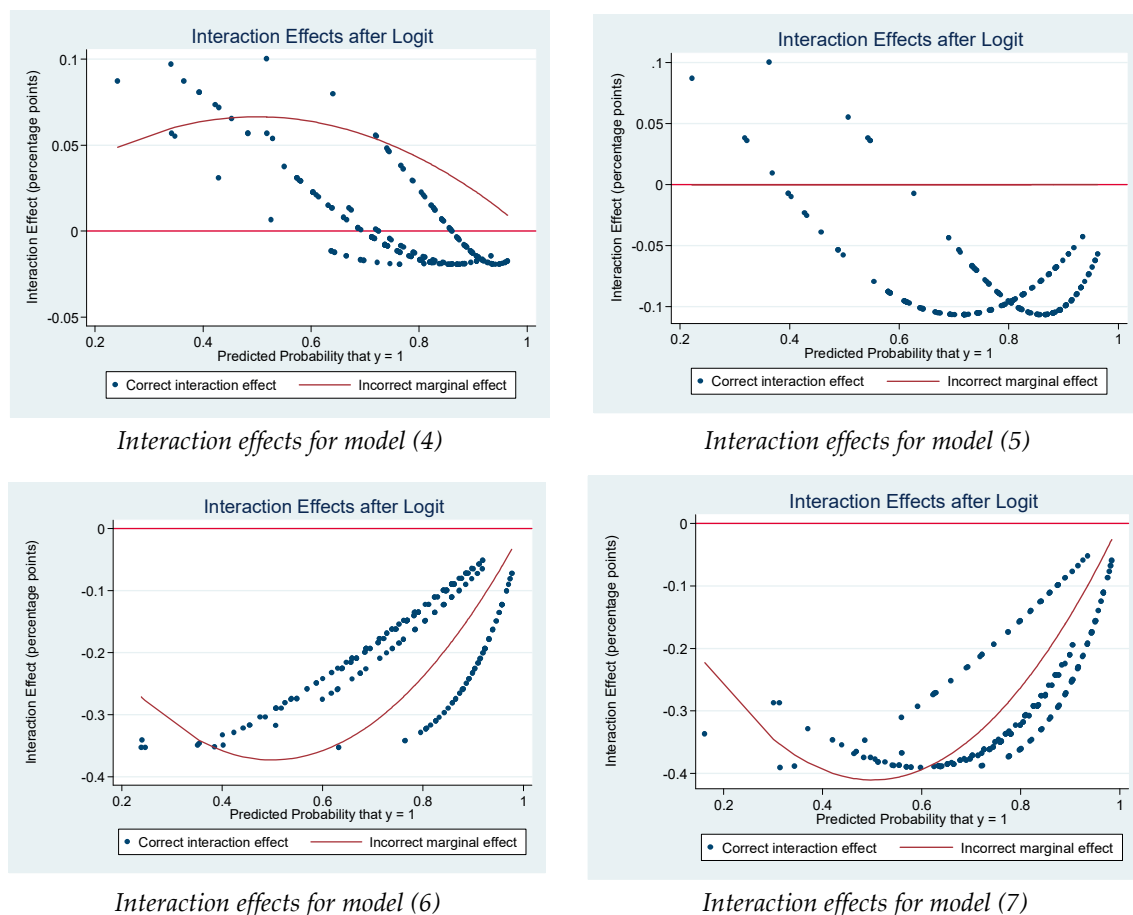 Interaction Effects after Logit
Interaction Effect (percentage points)
0.1
0.05
0
-0.05
0.2
0.4
0.6
0.8
1
Predicted Probability that y = 1
Correct interaction effect
Incorrect marginal effect
Interaction effects for model (4)
Interaction Effects after Logit
Interaction Effect (percentage points)
.1
0.05
0
-0.05
-0.1
0.2
0.4
0.6
0.8
1
Predicted Probability that y = 1
Correct interaction effect
Incorrect marginal effect
Interaction effects for model (5)
Interaction Effects after Logit
Interaction Effect (percentage points)
0
-0.1
-0.2
-0.3
-0.4
0.2
0.4
0.6
0.8
1
Predicted Probability that y = 1
Correct interaction effect
Incorrect marginal effect
Interaction effects for model (6)
Interaction Effects after Logit
Interaction Effect (percentage points)
0
-0.1
-0.2
-0.3
-0.4
0.2
0.4
0.6
0.8
1
Predicted Probability that y = 1
Correct interaction effect
Incorrect marginal effect
Interaction effects for model (7)